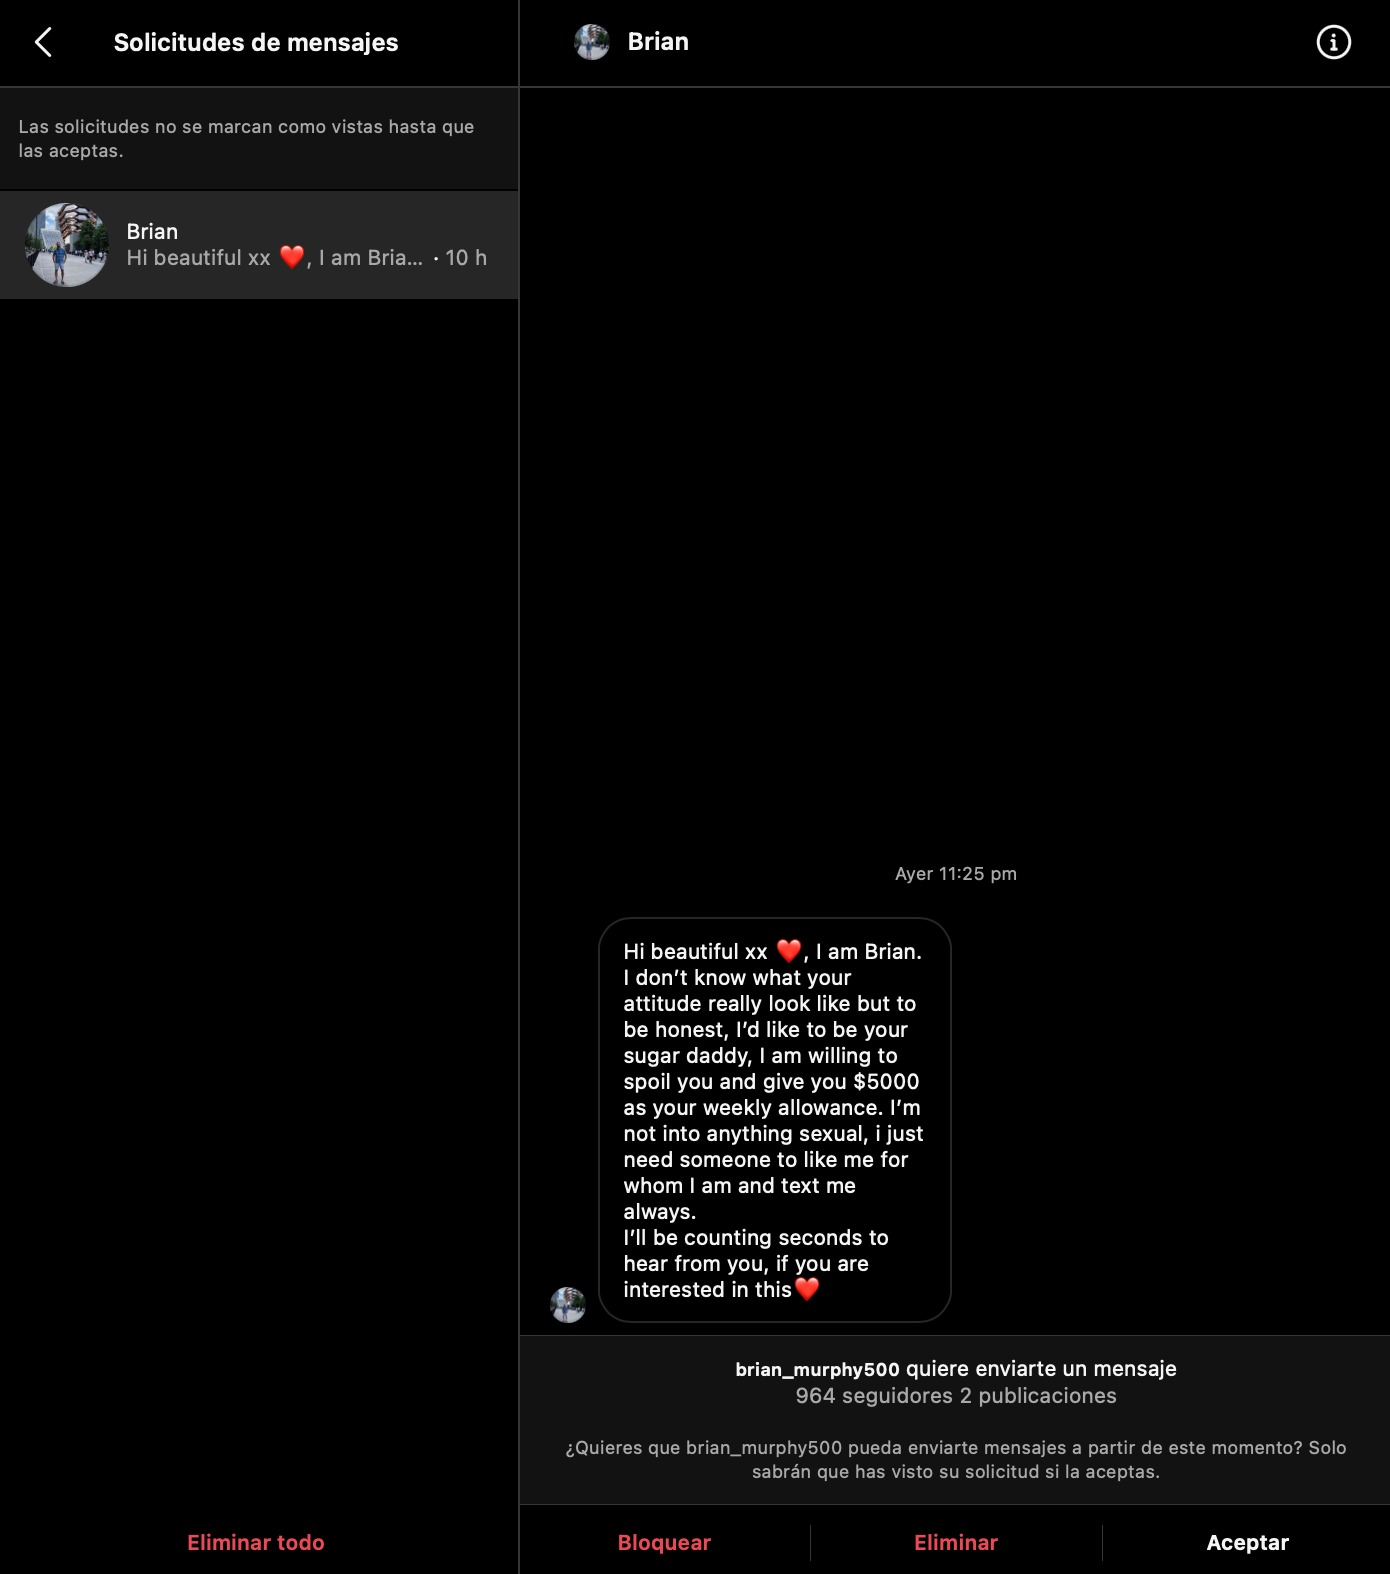 Solicitudes de mensajes
Las solicitudes no se marcan como vistas hasta que
las aceptas.
Brian
Hi beautiful xx ❤️, I am Bria... · 10 h
Eliminar todo
Brian
Ayer 11:25 pm
Hi beautiful xx ❤️, I am Brian.
I don’t know what your
attitude really look like but to
be honest, I’d like to be your
sugar daddy, I am willing to
spoil you and give you $5000
as your weekly allowance. I’m
not into anything sexual, i just
need someone to like me for
whom I am and text me
always.
I’ll be counting seconds to
hear from you, if you are
interested in this❤️
brian_murphy500 quiere enviarte un mensaje
964 seguidores 2 publicaciones
¿Quieres que brian_murphy500 pueda enviarte mensajes a partir de este momento? Solo
sabrán que has visto su solicitud si la aceptas.
Bloquear
Eliminar
Aceptar